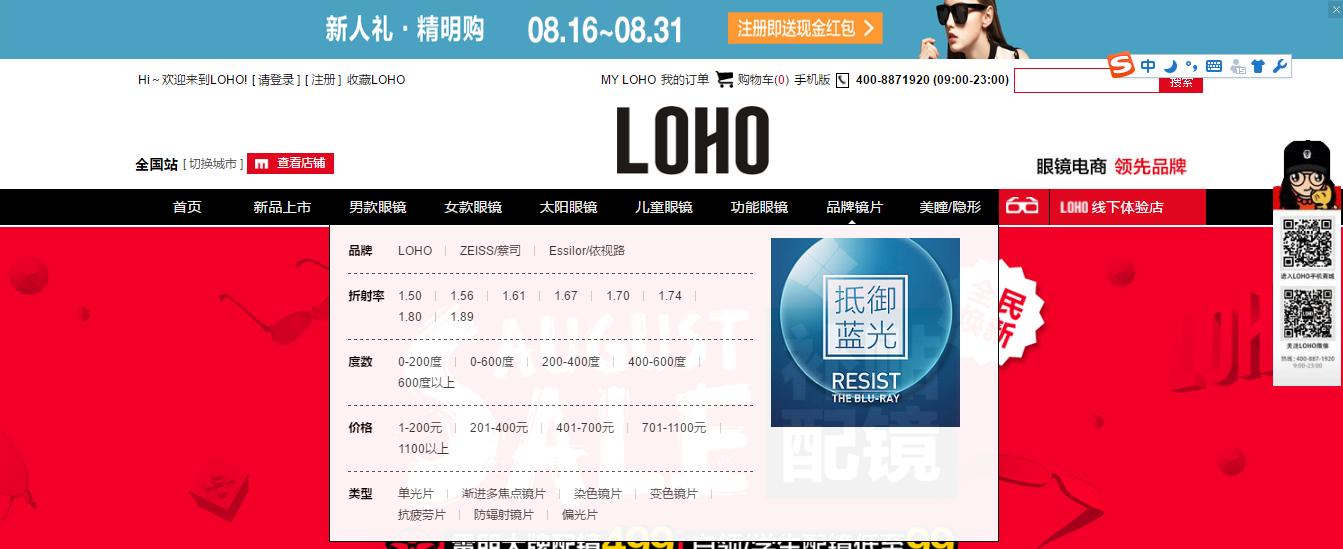 新人礼·精明购 08.16~08.31 注册即送现金红包
Hi~欢迎来到LOHO! [ 请登录 ] [ 注册 ] 收藏LOHO MY LOHO 我的订单 购物车(0) 手机版 400-8871920 (09:00-23:00) 搜索
中
LOHO
全国站 [ 切换城市 ] 查看店铺 眼镜电商 领先品牌
首页 新品上市 男款眼镜 女款眼镜 太阳眼镜 儿童眼镜 功能眼镜 品牌镜片 美瞳/隐形 LOHO 线下体验店
品牌 LOHO ZEISS/蔡司 Essilor/依视路
折射率 1.50 1.56 1.61 1.67 1.70 1.74
1.80 1.89
度数 0-200度 0-600度 200-400度 400-600度
600度以上
价格 1-200元 201-400元 401-700元 701-1100元
1100以上
类型 单光片 渐进多焦点镜片 染色镜片 变色镜片
抗疲劳片 防辐射镜片 偏光片
抵御
蓝光
RESIST
THE BLU-RAY
全民
换新
AUGUST
SALE
配镜
进入LOHO手机商城
关注LOHO微信
热线:400-887-1920
9:00-23:00